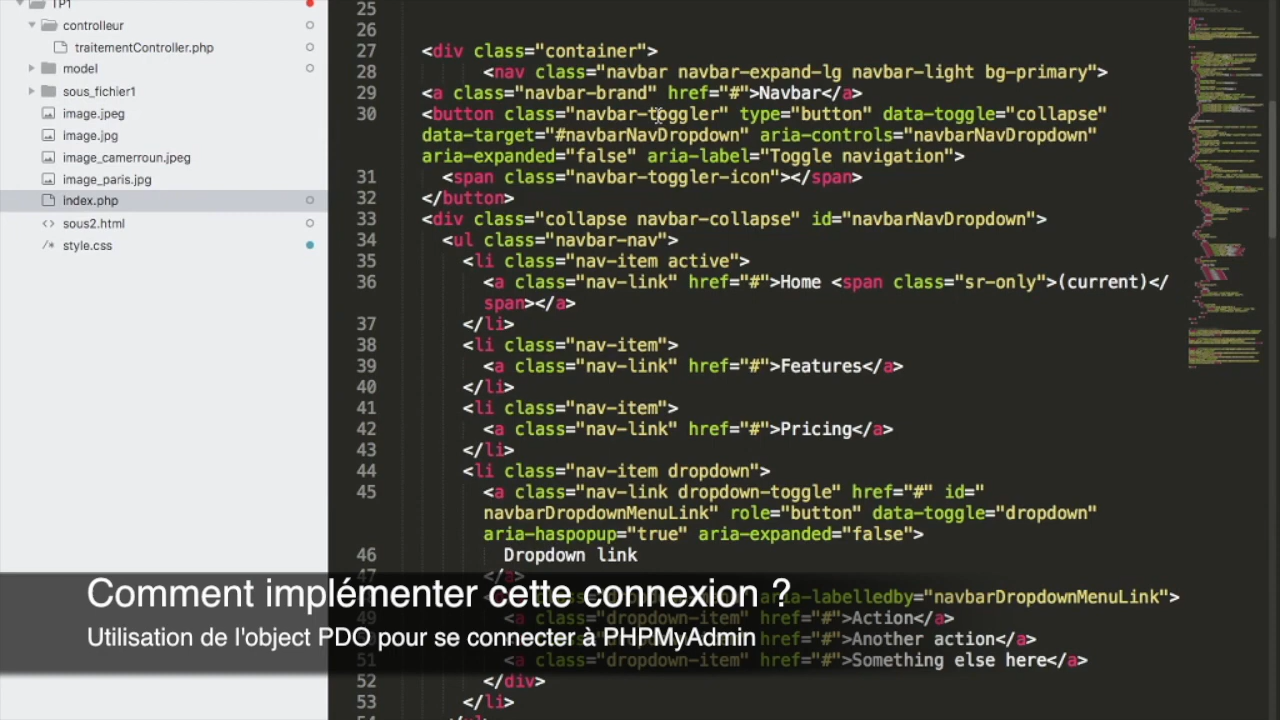 TP1
controlleur
traitementController.php
model
sous_fichier1
image.jpeg
image.jpg
image_camerroun.jpeg
image_paris.jpg
index.php
<> sous2.html
/* style.css
25
26
27 <div class="container">
28 <nav class="navbar navbar-expand-lg navbar-light bg-primary">
29 <a class="navbar-brand" href="#">Navbar</a>
30 <button class="navbar-toggler" type="button" data-toggle="collapse"
data-target="#navbarNavDropdown" aria-controls="navbarNavDropdown"
aria-expanded="false" aria-label="Toggle navigation">
31 <span class="navbar-toggler-icon"></span>
32 </button>
33 <div class="collapse navbar-collapse" id="navbarNavDropdown">
34 <ul class="navbar-nav">
35 <li class="nav-item active">
36 <a class="nav-link" href="#">Home <span class="sr-only">(current)</
span></a>
37 </li>
38 <li class="nav-item">
39 <a class="nav-link" href="#">Features</a>
40 </li>
41 <li class="nav-item">
42 <a class="nav-link" href="#">Pricing</a>
43 </li>
44 <li class="nav-item dropdown">
45 <a class="nav-link dropdown-toggle" href="#" id="
navbarDropdownMenuLink" role="button" data-toggle="dropdown"
aria-haspopup="true" aria-expanded="false">
46 Dropdown link
47 </a>
aria-labelledby="navbarDropdownMenuLink">
49 <a class="dropdown-item" href="#">Action</a>
<a class="dropdown-item" href="#">Another action</a>
51 <a class="dropdown-item" href="#">Something else here</a>
52 </div>
53 </li>
Comment implémenter cette connexion ?
Utilisation de l'object PDO pour se connecter à PHPMyAdmin